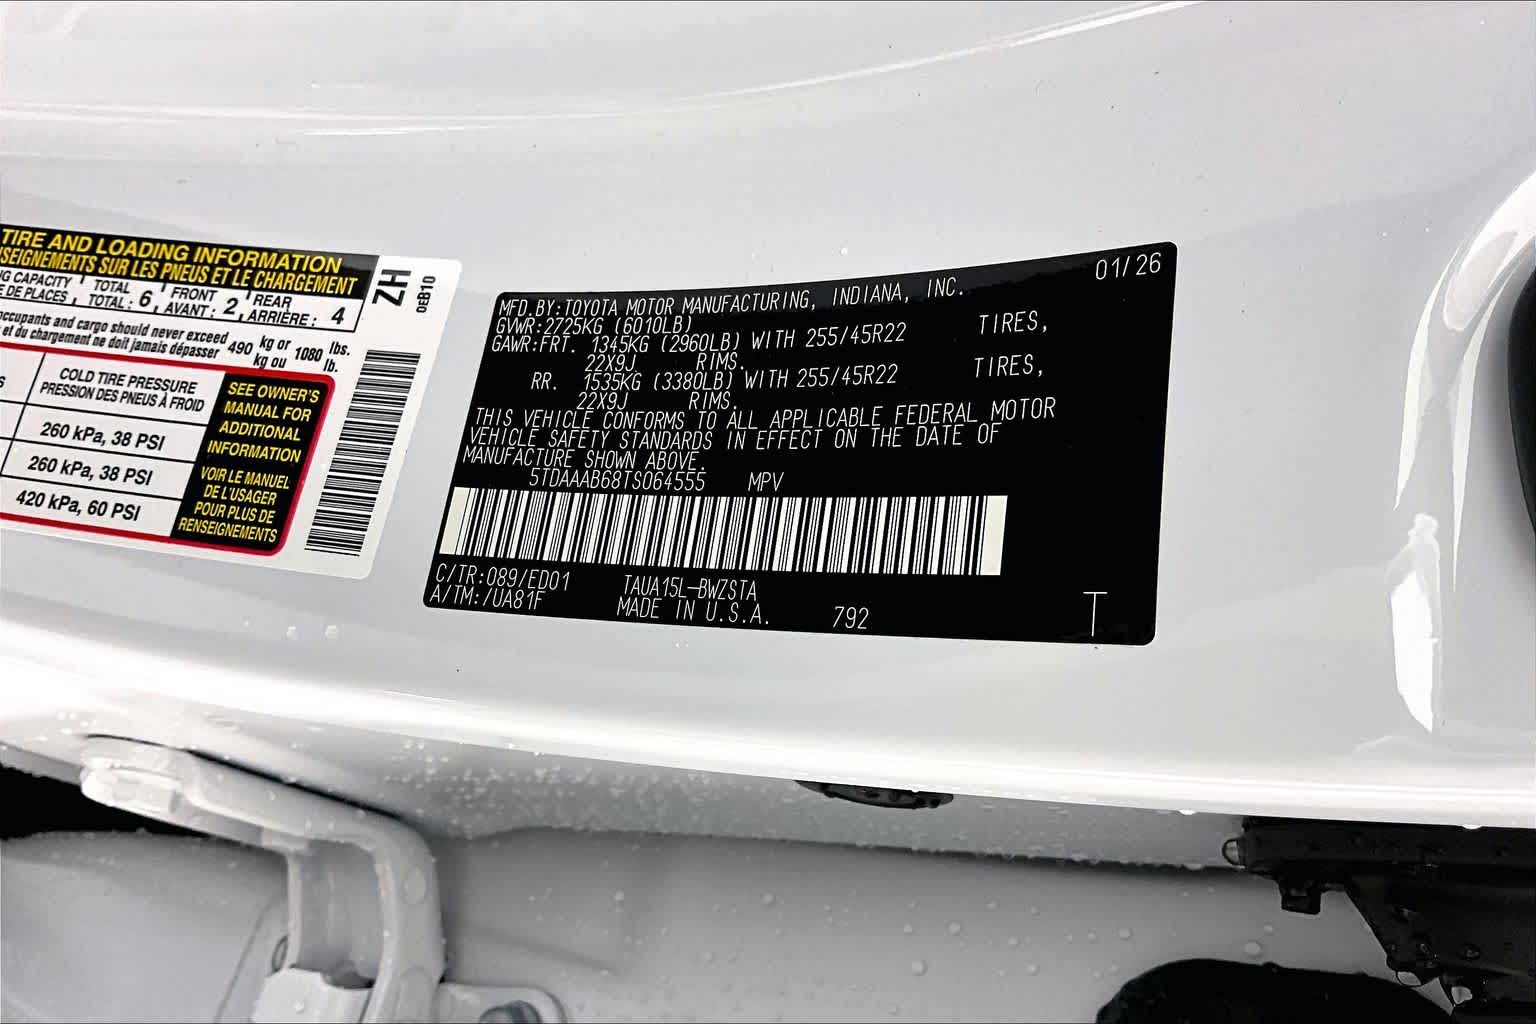 TIRE AND LOADING INFORMATION
SEIGNEMENTS SUR LES PNEUS ET LE CHARGEMENT
CAPACITY TOTAL 6, FRONT 2 REAR 4
DE PLACES, TOTAL: AVANT: ARRIÈRE:
occupants and cargo should never exceed 490 kg or 1080 lbs.
et du chargement ne doit jamais dépasser kg ou lb.
COLD TIRE PRESSURE
PRESSION DES PNEUS À FROID
260 kPa, 38 PSI
260 kPa, 38 PSI
420 kPa, 60 PSI
SEE OWNER'S
MANUAL FOR
ADDITIONAL
INFORMATION
VOIR LE MANUEL
DE L'USAGER
POUR PLUS DE
RENSEIGNEMENTS
ZH
0EB10
01/26
MFD.BY:TOYOTA MOTOR MANUFACTURING, INDIANA, INC.
GVWR:2725KG (6010LB)
GAWR:FRT. 1345KG (2960LB) WITH 255/45R22 TIRES,
22X9J RIMS.
RR. 1535KG (3380LB) WITH 255/45R22 TIRES,
22X9J RIMS.
THIS VEHICLE CONFORMS TO ALL APPLICABLE FEDERAL MOTOR
VEHICLE SAFETY STANDARDS IN EFFECT ON THE DATE OF
MANUFACTURE SHOWN ABOVE.
5TDAAAB68TS064555 MPV
C/TR:089/ED01 TAUA15L-BWZSTA
A/TM:/UA81F MADE IN U.S.A. 792 T